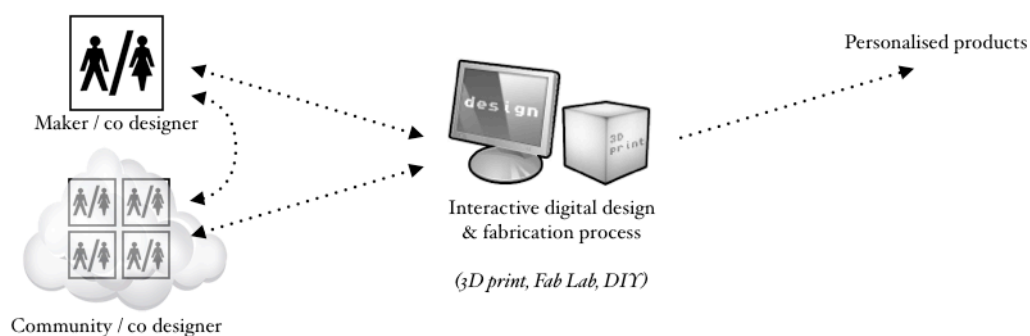 Personalised products
design
3D
print
Maker / co designer
Interactive digital design
& fabrication process
(3D print, Fab Lab, DIY)
Community / co designer